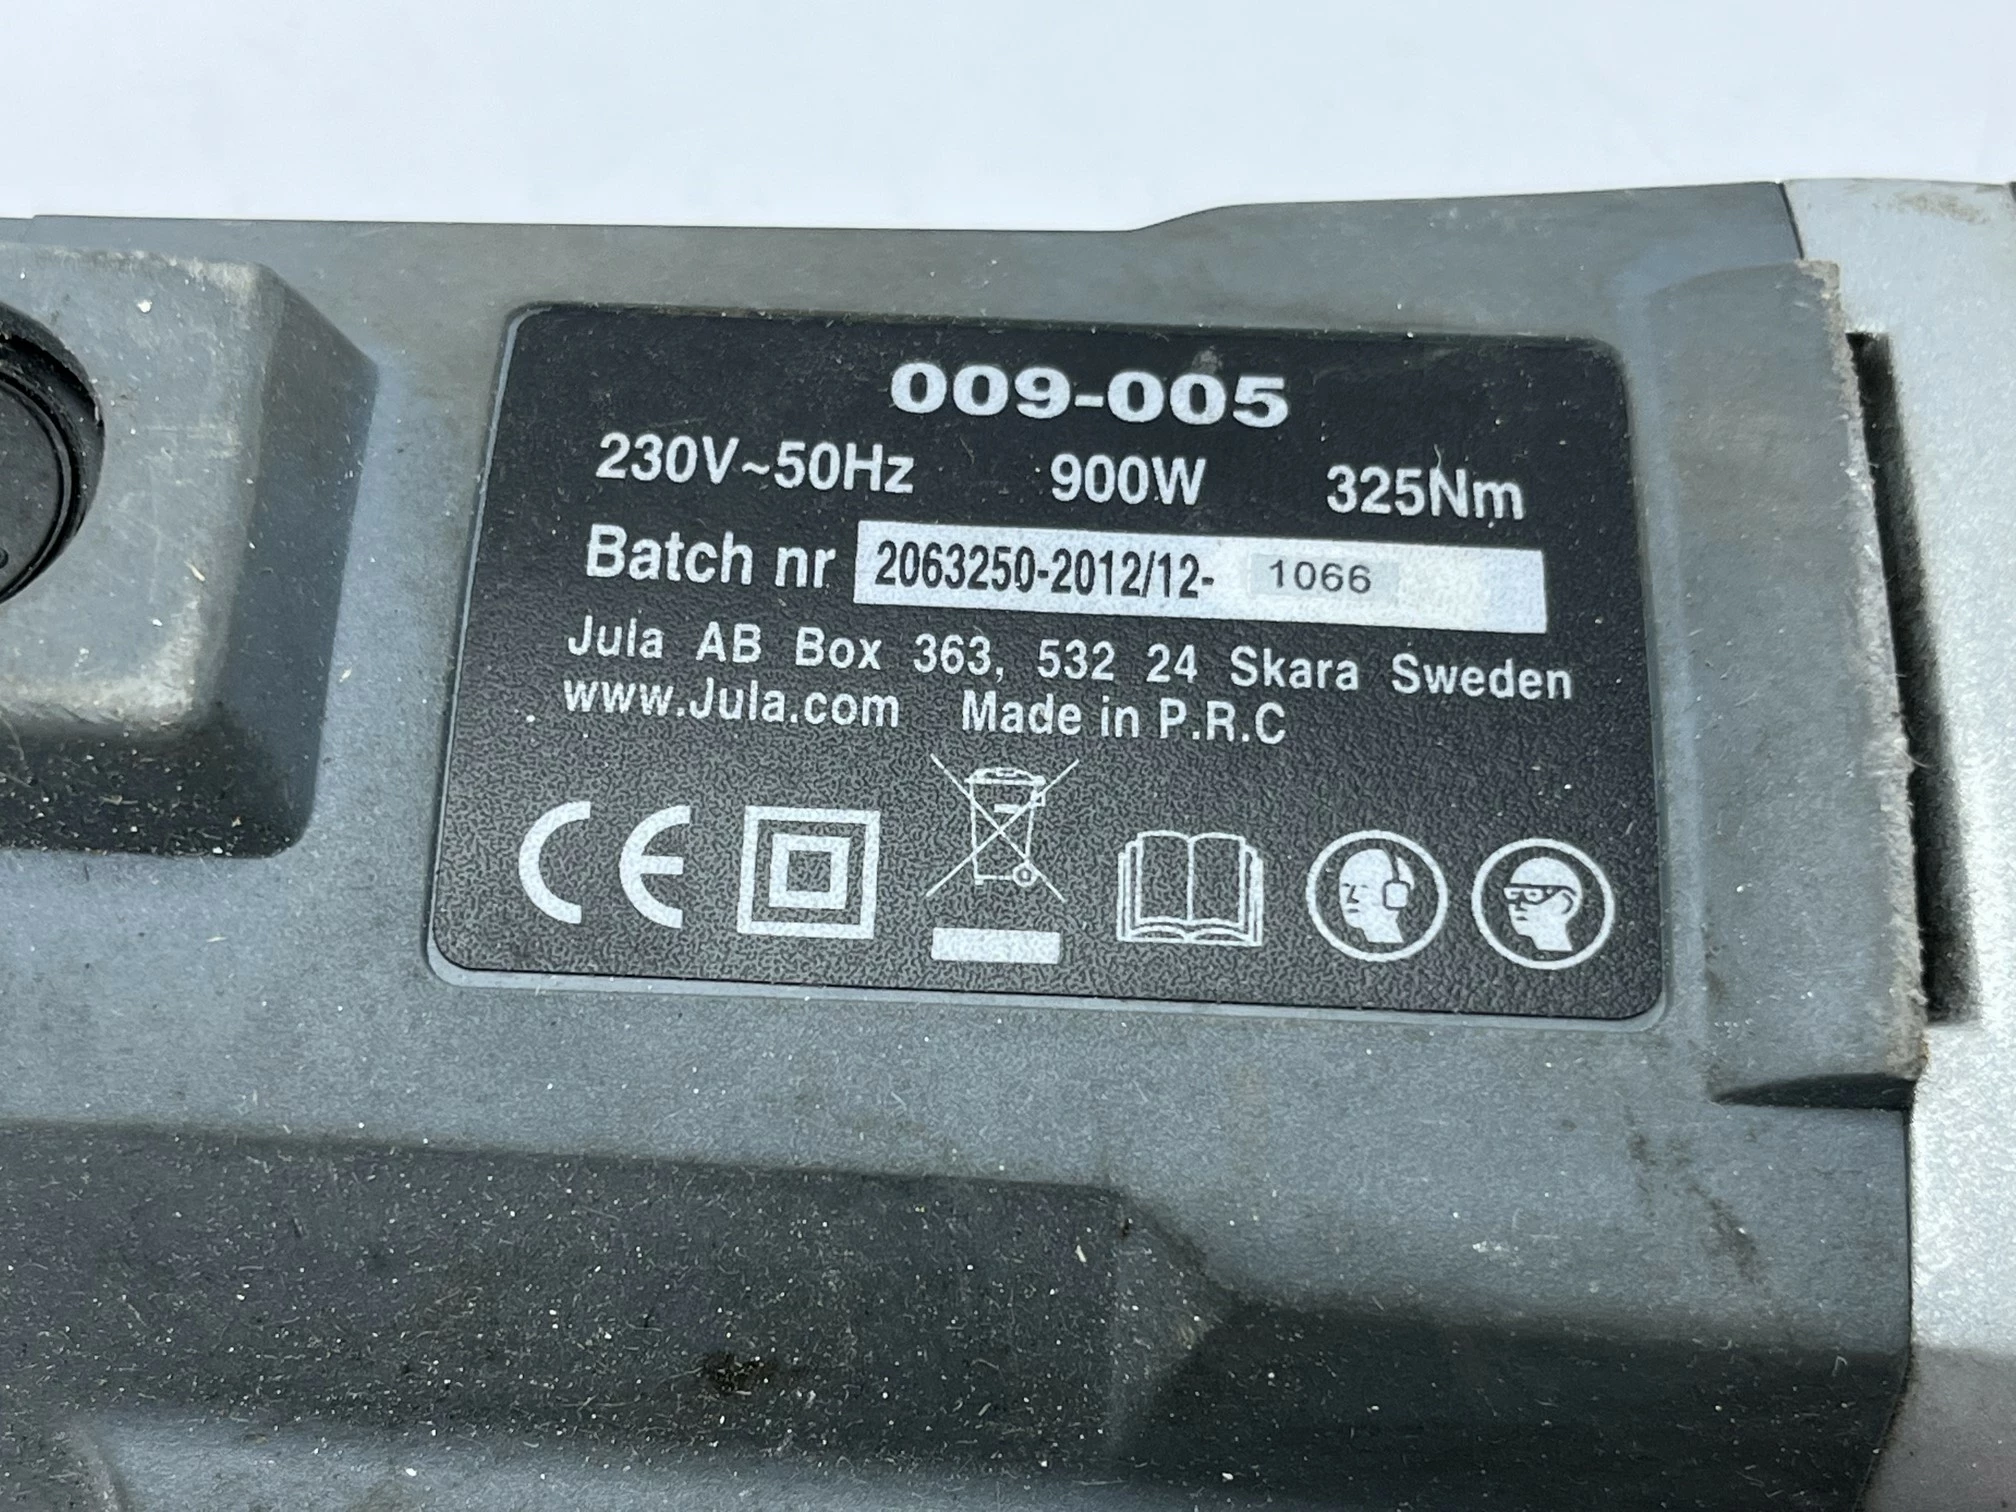 009-005
230V~50Hz 900W 325Nm
Batch nr 2063250-2012/12- 1066
Jula AB Box 363, 532 24 Skara Sweden
www.Jula.com Made in P.R.C
CE